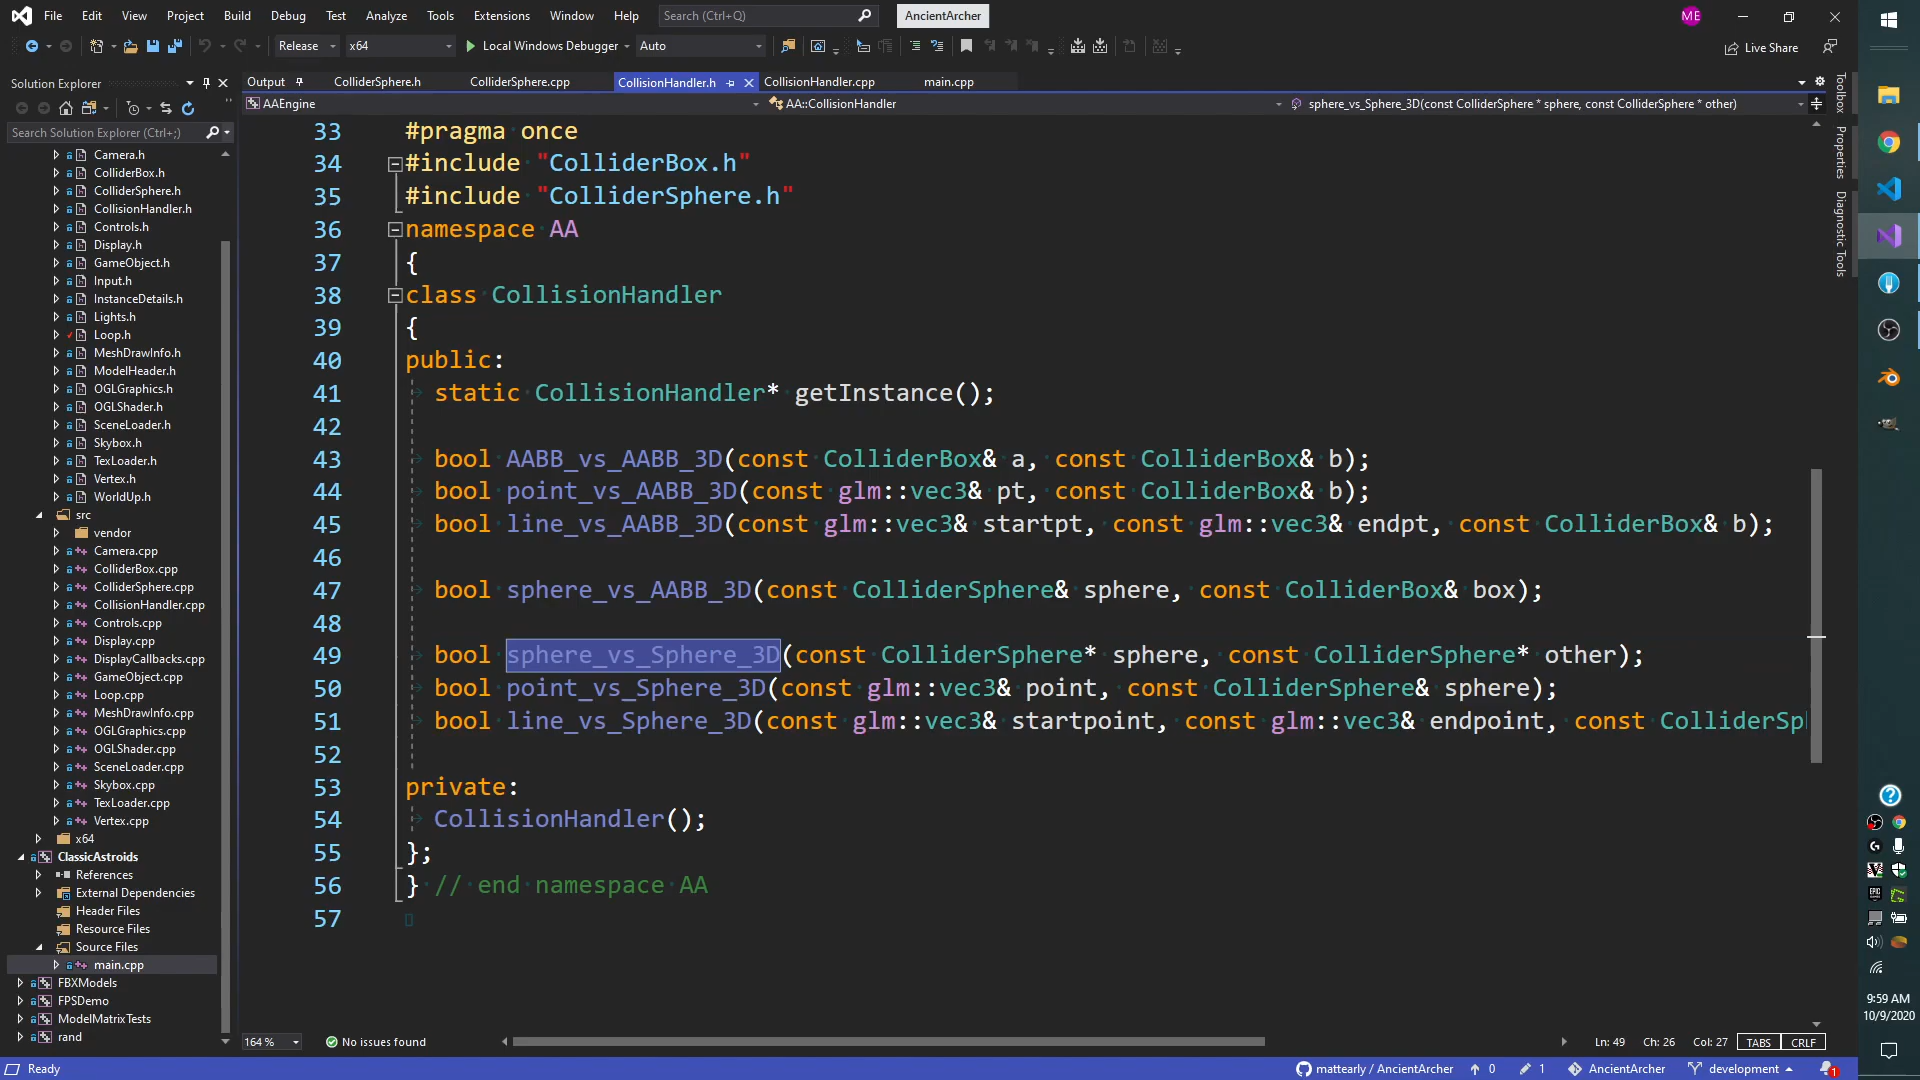 File Edit View Project Build Debug Test Analyze Tools Extensions Window Help Search (Ctrl+Q) AncientArcher ME
Release x64 Local Windows Debugger Auto Live Share
Solution Explorer
Output ColliderSphere.h ColliderSphere.cpp CollisionHandler.h CollisionHandler.cpp main.cpp
AAEngine AA::CollisionHandler sphere_vs_Sphere_3D(const ColliderSphere * sphere, const ColliderSphere * other)
Search Solution Explorer (Ctrl+;)
Camera.h
ColliderBox.h
ColliderSphere.h
CollisionHandler.h
Controls.h
Display.h
GameObject.h
Input.h
InstanceDetails.h
Lights.h
Loop.h
MeshDrawInfo.h
ModelHeader.h
OGLGraphics.h
OGLShader.h
SceneLoader.h
Skybox.h
TexLoader.h
Vertex.h
WorldUp.h
src
vendor
Camera.cpp
ColliderBox.cpp
ColliderSphere.cpp
CollisionHandler.cpp
Controls.cpp
Display.cpp
DisplayCallbacks.cpp
GameObject.cpp
Loop.cpp
MeshDrawInfo.cpp
OGLGraphics.cpp
OGLShader.cpp
SceneLoader.cpp
Skybox.cpp
TexLoader.cpp
Vertex.cpp
x64
ClassicAstroids
References
External Dependencies
Header Files
Resource Files
Source Files
main.cpp
FBXModels
FPSDemo
ModelMatrixTests
rand
33 #pragma once
34 #include "ColliderBox.h"
35 #include "ColliderSphere.h"
36 namespace AA
37 {
38 class CollisionHandler
39 {
40 public:
41 static CollisionHandler* getInstance();
42
43 bool AABB_vs_AABB_3D(const ColliderBox& a, const ColliderBox& b);
44 bool point_vs_AABB_3D(const glm::vec3& pt, const ColliderBox& b);
45 bool line_vs_AABB_3D(const glm::vec3& startpt, const glm::vec3& endpt, const ColliderBox& b);
46
47 bool sphere_vs_AABB_3D(const ColliderSphere& sphere, const ColliderBox& box);
48
49 bool sphere_vs_Sphere_3D(const ColliderSphere* sphere, const ColliderSphere* other);
50 bool point_vs_Sphere_3D(const glm::vec3& point, const ColliderSphere& sphere);
51 bool line_vs_Sphere_3D(const glm::vec3& startpoint, const glm::vec3& endpoint, const ColliderSp
52
53 private:
54 CollisionHandler();
55 };
56 } // end namespace AA
57
Toolbox
Properties
Diagnostic Tools
164 % No issues found Ln: 49 Ch: 26 Col: 27 TABS CRLF
Ready mattearly / AncientArcher 0 1 AncientArcher development 1
EPIC
9:59 AM
10/9/2020